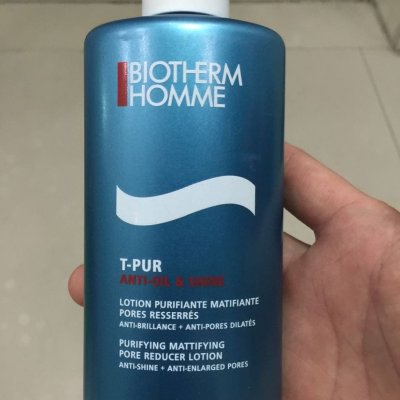 BIOTHERM
HOMME
T-PUR
ANTI-OIL & SHINE
LOTION PURIFIANTE MATIFIANTE
PORES RESSERRÉS
ANTI-BRILLANCE + ANTI-PORES DILATÉS
PURIFYING MATTIFYING
PORE REDUCER LOTION
ANTI-SHINE + ANTI-ENLARGED PORES